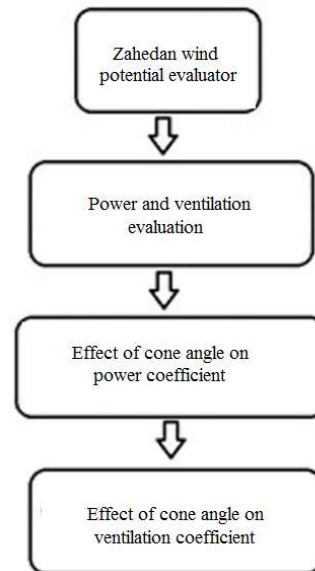 Zahedan wind
potential evaluator
Power and ventilation
evaluation
Effect of cone angle on
power coefficient
Effect of cone angle on
ventilation coefficient